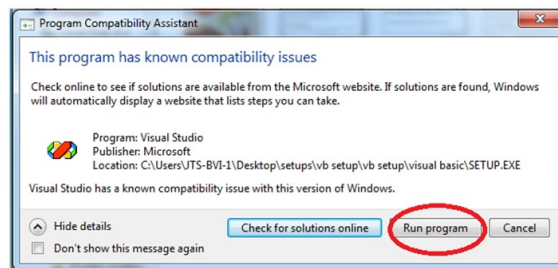 Program Compatibility Assistant
This program has known compatibility issues
Check online to see if solutions are available from the Microsoft website. If solutions are found, Windows
will automatically display a website that lists steps you can take.
Program: Visual Studio
Publisher: Microsoft
Location: C:\Users\JTS-BVI-1\Desktop\setups\vb setup\vb setup\visual basic\SETUP.EXE
Visual Studio has a known compatibility issue with this version of Windows.
Hide details
Check for solutions online
Run program
Cancel
Don't show this message again